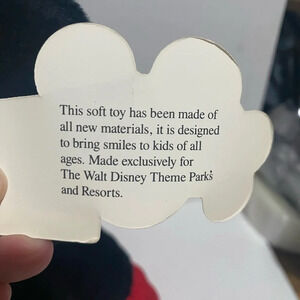 This soft toy has been made of
all new materials, it is designed
to bring smiles to kids of all
ages. Made exclusively for
The Walt Disney Theme Parks
and Resorts.